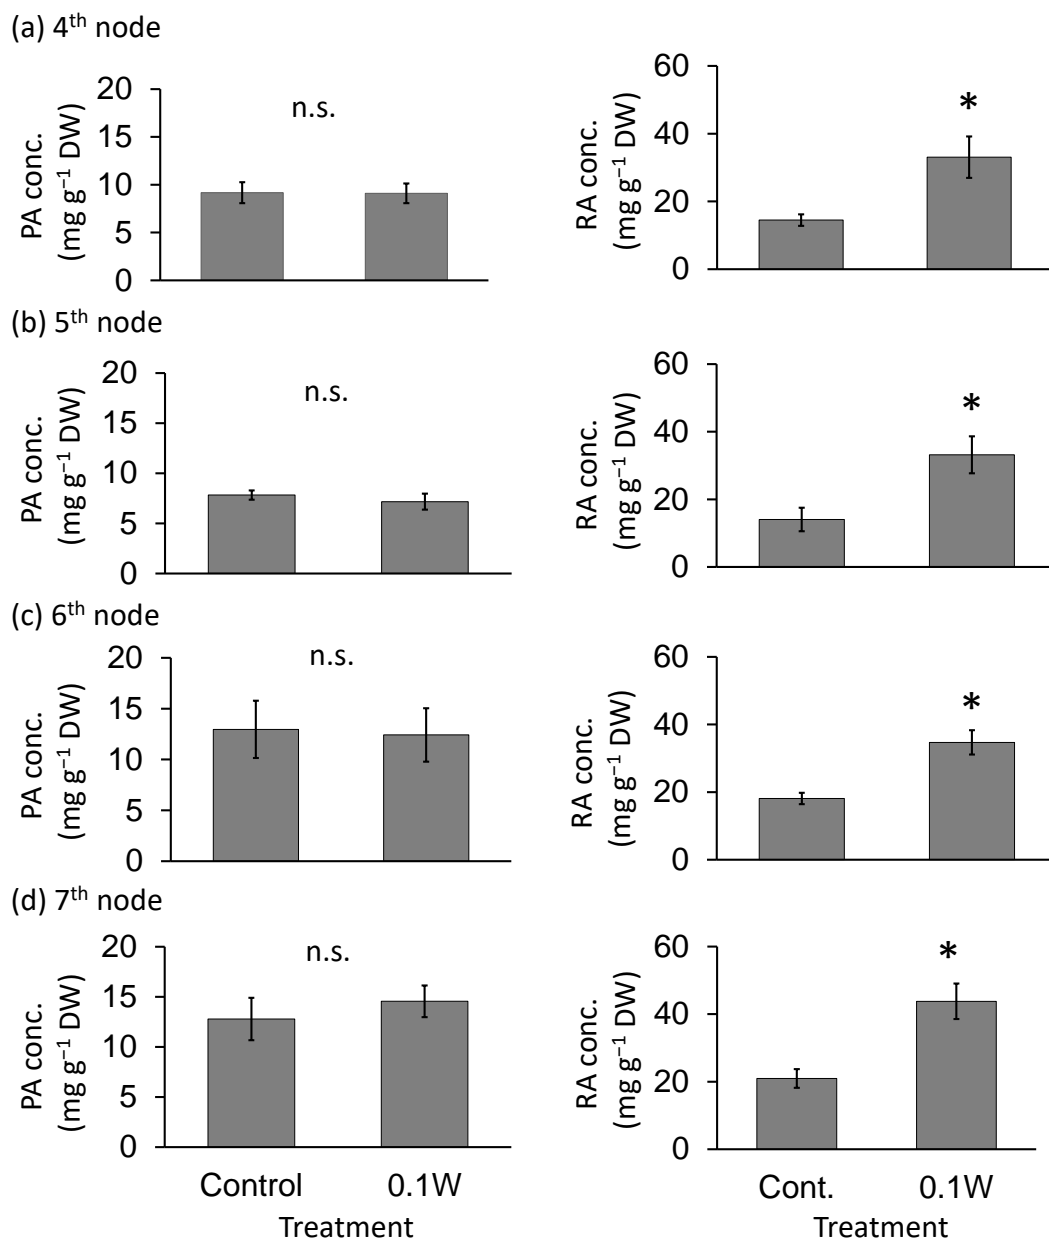 (a) 4th node
PA conc.
(mg g⁻¹ DW)
20
15
10
5
0
n.s.
RA conc.
(mg g⁻¹ DW)
60
40
20
0
*
(b) 5th node
PA conc.
(mg g⁻¹ DW)
20
15
10
5
0
n.s.
RA conc.
(mg g⁻¹ DW)
60
40
20
0
*
(c) 6th node
PA conc.
(mg g⁻¹ DW)
20
15
10
5
0
n.s.
RA conc.
(mg g⁻¹ DW)
60
40
20
0
*
(d) 7th node
PA conc.
(mg g⁻¹ DW)
20
15
10
5
0
n.s.
Control 0.1W
Treatment
RA conc.
(mg g⁻¹ DW)
60
40
20
0
*
Cont. 0.1W
Treatment